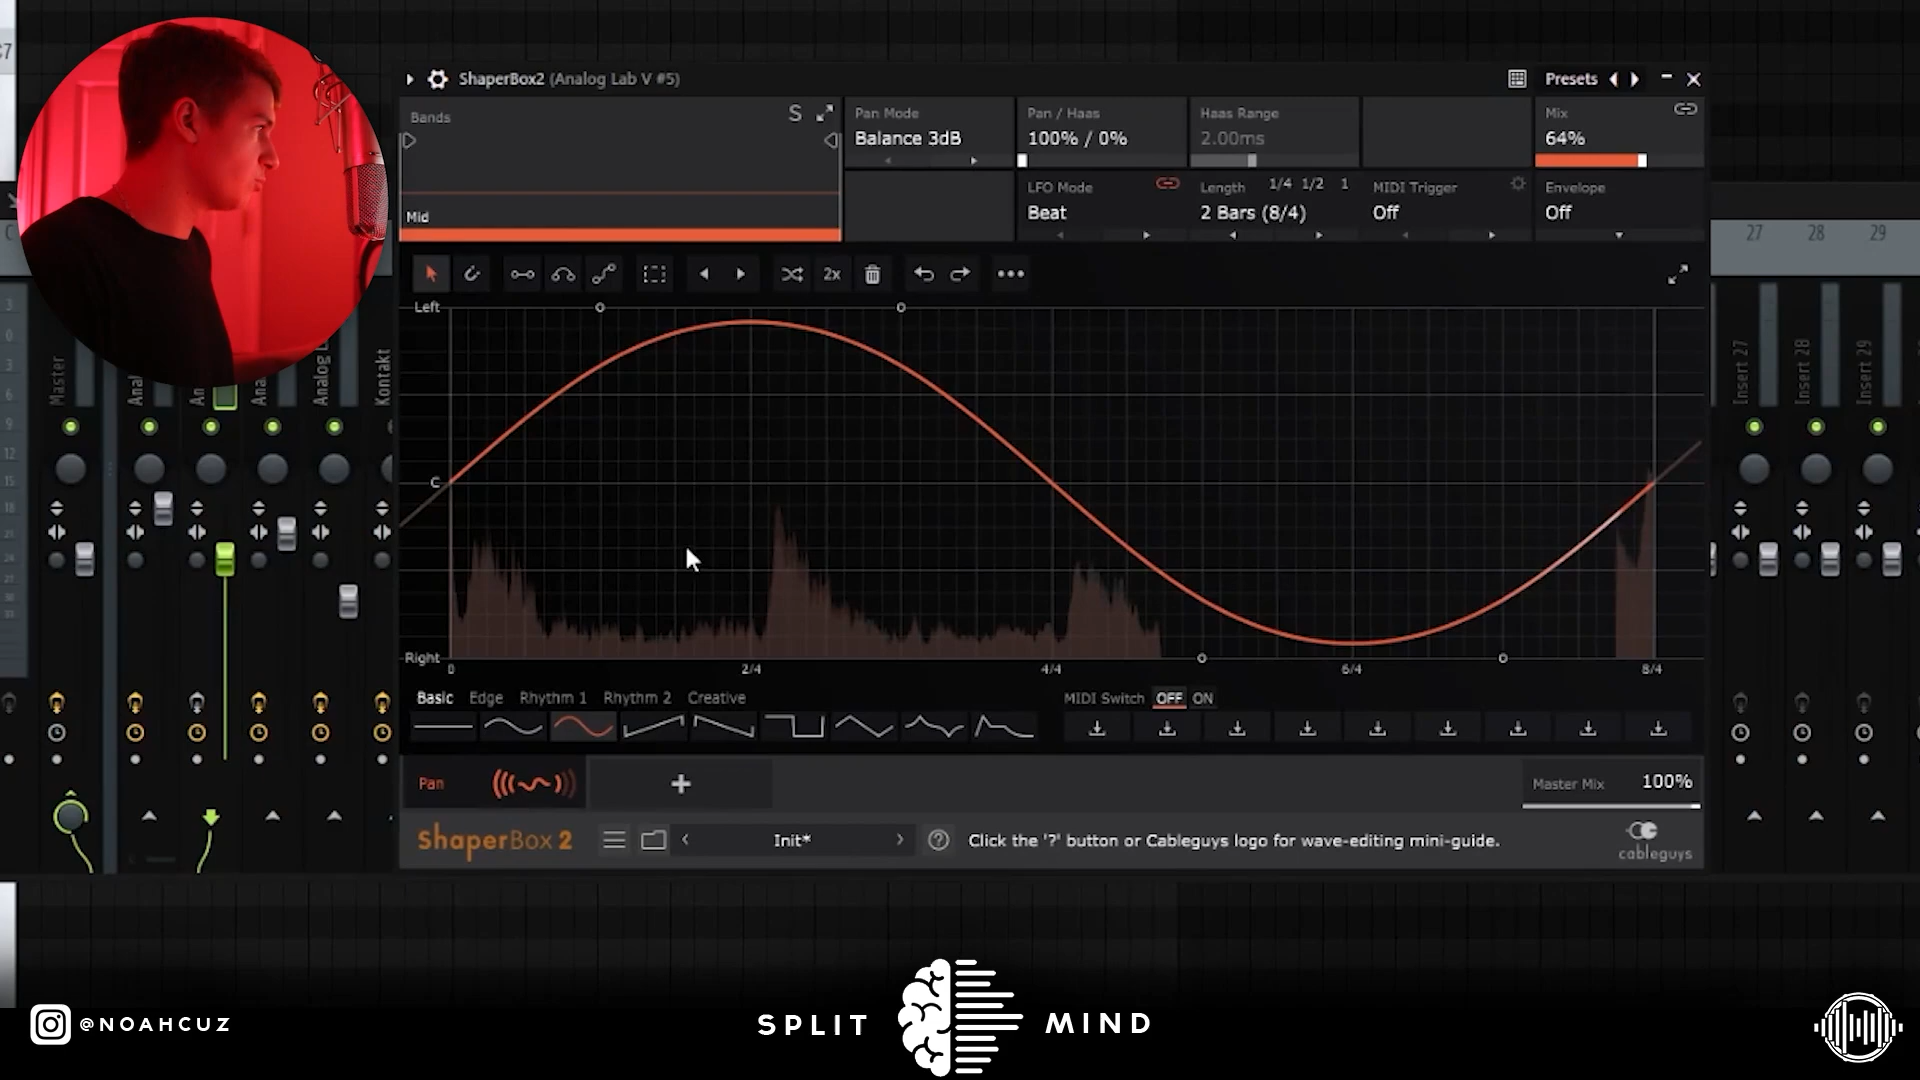 C7
ShaperBox2 (Analog Lab V #5)
Presets
Bands
S
Mid
Pan Mode
Balance 3dB
Pan / Haas
100% / 0%
Haas Range
2.00ms
Mix
64%
LFO Mode
Beat
Length 1/4 1/2 1
2 Bars (8/4)
MIDI Trigger
Off
Envelope
Off
2x
27 28 29
Left
C
Right
0 2/4 4/4 6/4 8/4
Master
Kontakt
Insert 27
Insert 28
Insert 29
Basic Edge Rhythm 1 Rhythm 2 Creative
MIDI Switch OFF ON
Pan
+
Master Mix 100%
ShaperBox 2
Init*
? Click the '?' button or Cableguys logo for wave-editing mini-guide.
cableguys
@NOAHCUZ
SPLIT MIND